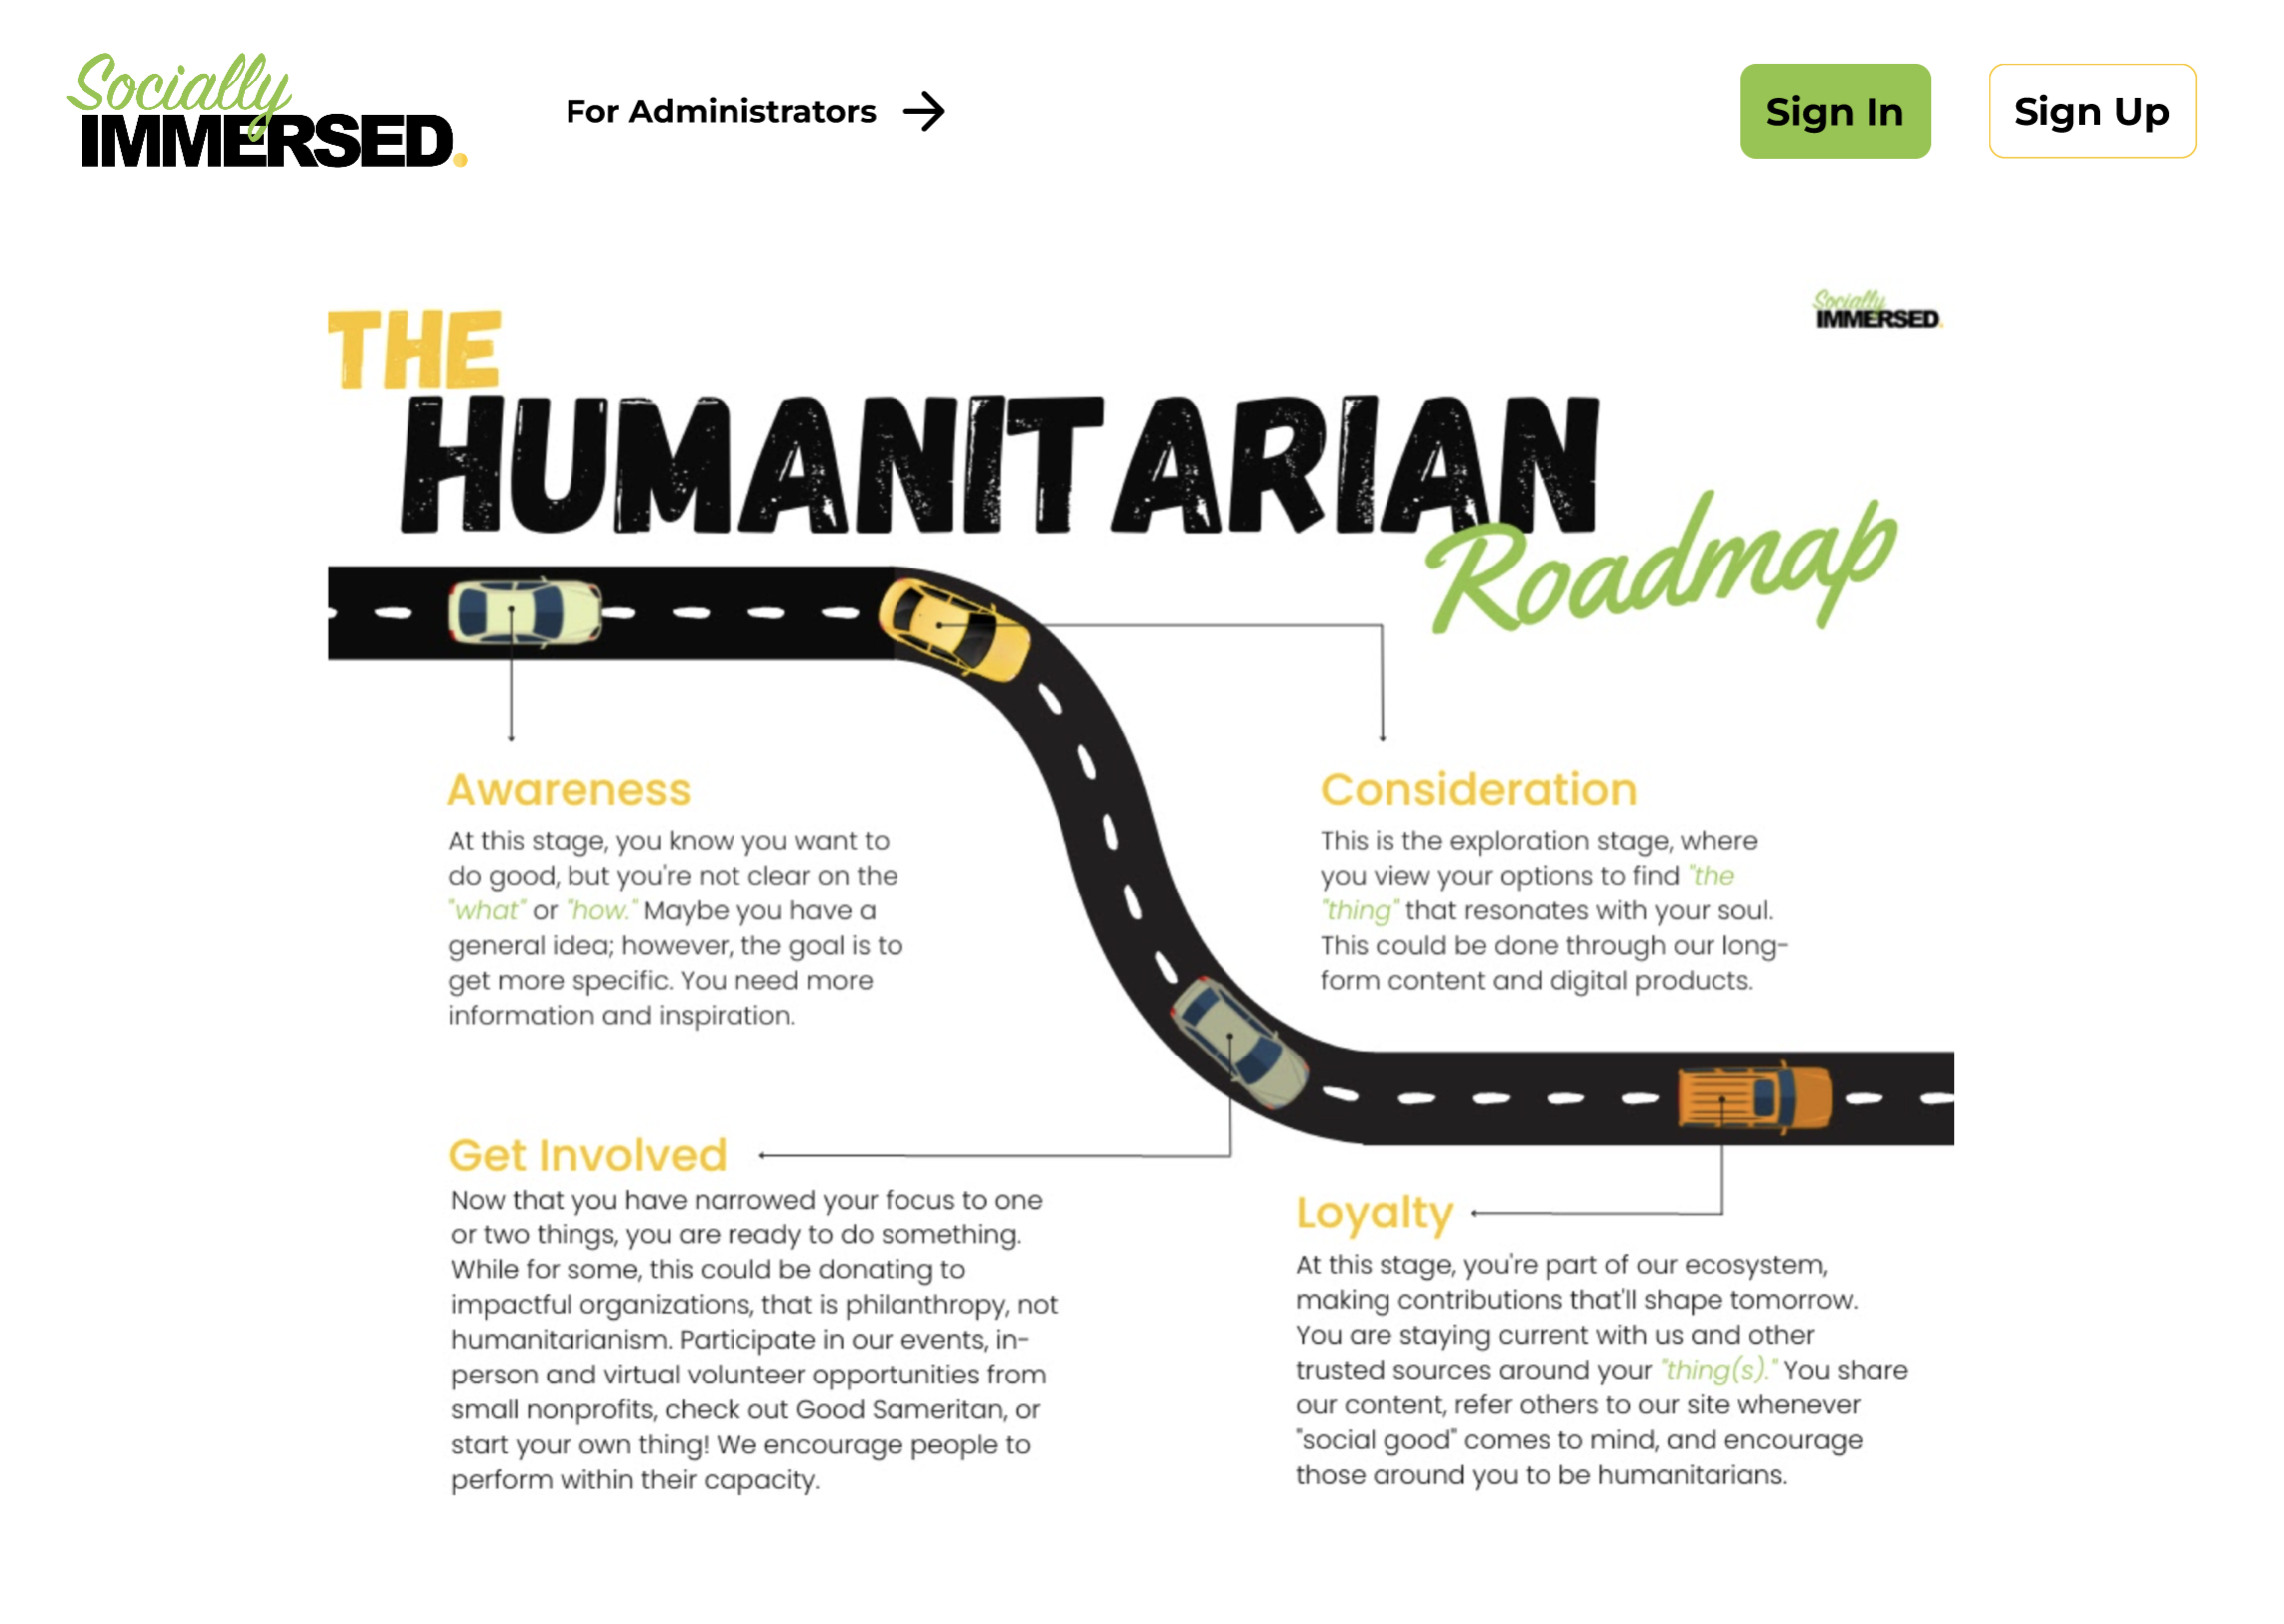 Socially
IMMERSED.
For Administrators
Sign In
Sign Up
Socially
IMMERSED.
THE
HUMANITARIAN
Roadmap
Awareness
At this stage, you know you want to
do good, but you're not clear on the
"what" or "how." Maybe you have a
general idea; however, the goal is to
get more specific. You need more
information and inspiration.
Consideration
This is the exploration stage, where
you view your options to find "the
"thing" that resonates with your soul.
This could be done through our long-
form content and digital products.
Get Involved
Now that you have narrowed your focus to one
or two things, you are ready to do something.
While for some, this could be donating to
impactful organizations, that is philanthropy, not
humanitarianism. Participate in our events, in-
person and virtual volunteer opportunities from
small nonprofits, check out Good Sameritan, or
start your own thing! We encourage people to
perform within their capacity.
Loyalty
At this stage, you're part of our ecosystem,
making contributions that'll shape tomorrow.
You are staying current with us and other
trusted sources around your "thing(s)." You share
our content, refer others to our site whenever
"social good" comes to mind, and encourage
those around you to be humanitarians.